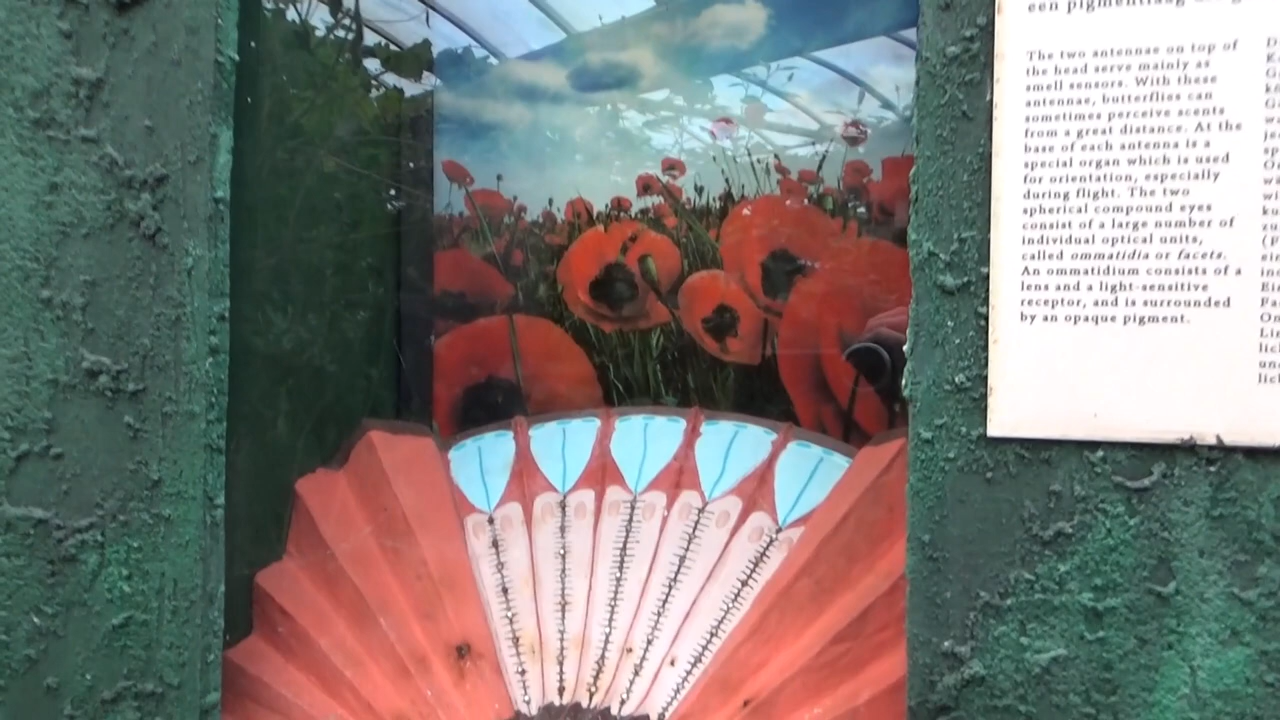 een pigmentlaag
The two antennae on top of
the head serve mainly as
smell sensors. With these
antennae, butterflies can
sometimes perceive scents
from a great distance. At the
base of each antenna is a
special organ which is used
for orientation, especially
during flight. The two
spherical compound eyes
consist of a large number of
individual optical units,
called ommatidia or facets.
An ommatidium consists of a
lens and a light-sensitive
receptor, and is surrounded
by an opaque pigment.